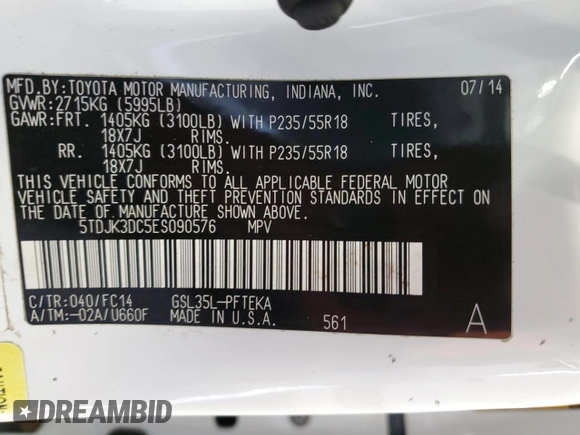 MFD.BY:TOYOTA MOTOR MANUFACTURING, INDIANA, INC. 07/14
GVWR:2715KG (5995LB)
GAWR:FRT. 1405KG (3100LB) WITH P235/55R18 TIRES,
18X7J RIMS.
RR. 1405KG (3100LB) WITH P235/55R18 TIRES,
18X7J RIMS.
THIS VEHICLE CONFORMS TO ALL APPLICABLE FEDERAL MOTOR
VEHICLE SAFETY AND THEFT PREVENTION STANDARDS IN EFFECT ON
THE DATE OF MANUFACTURE SHOWN ABOVE.
5TDJK3DC5ES090576 MPV
C/TR:040/FC14 GSL35L-PFTEKA
A/TM:-02A/U660F MADE IN U.S.A. 561 A
DREAMBID